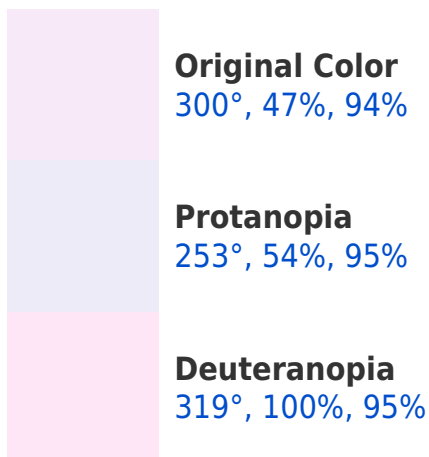 Original Color
300°, 47%, 94%
Protanopia
253°, 54%, 95%
Deuteranopia
319°, 100%, 95%